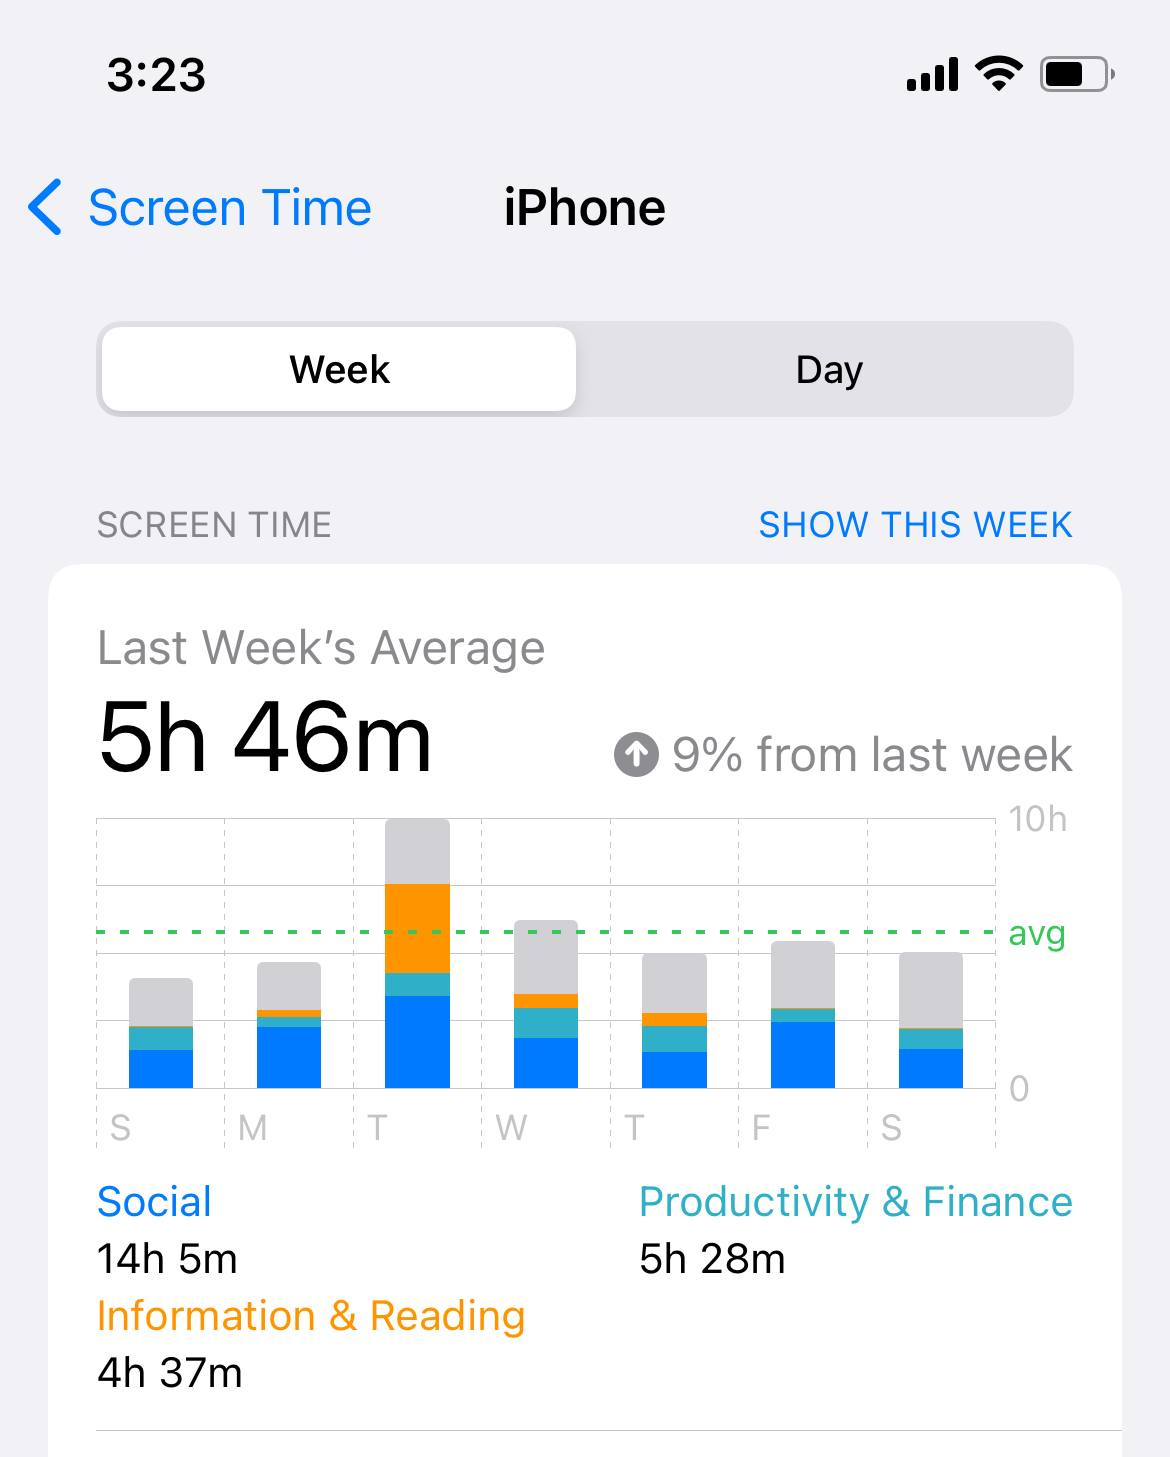 3:23
Screen Time iPhone
Week Day
SCREEN TIME SHOW THIS WEEK
Last Week’s Average
5h 46m 9% from last week
10h
avg
0
S M T W T F S
Social Productivity & Finance
14h 5m 5h 28m
Information & Reading
4h 37m